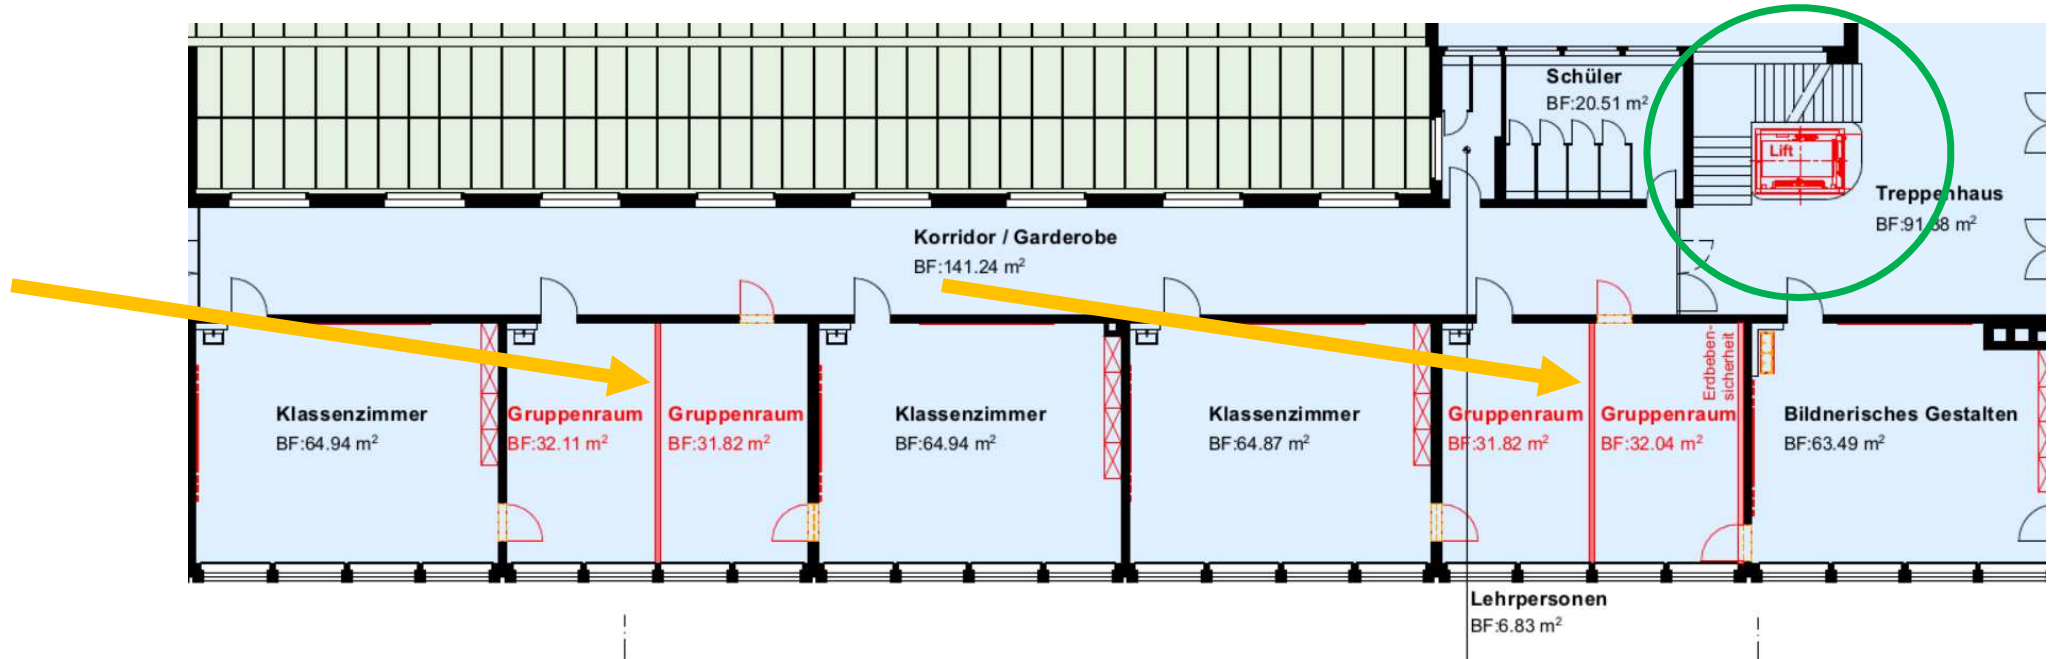 Schüler
BF:20.51 m²
Lift
Treppenhaus
BF:91.88 m²
Korridor / Garderobe
BF:141.24 m²
Erdbeben-
sicherheit
Klassenzimmer
BF:64.94 m²
Gruppenraum
BF:32.11 m²
Gruppenraum
BF:31.82 m²
Klassenzimmer
BF:64.94 m²
Klassenzimmer
BF:64.87 m²
Gruppenraum
BF:31.82 m²
Gruppenraum
BF:32.04 m²
Bildnerisches Gestalten
BF:63.49 m²
Lehrpersonen
BF:6.83 m²